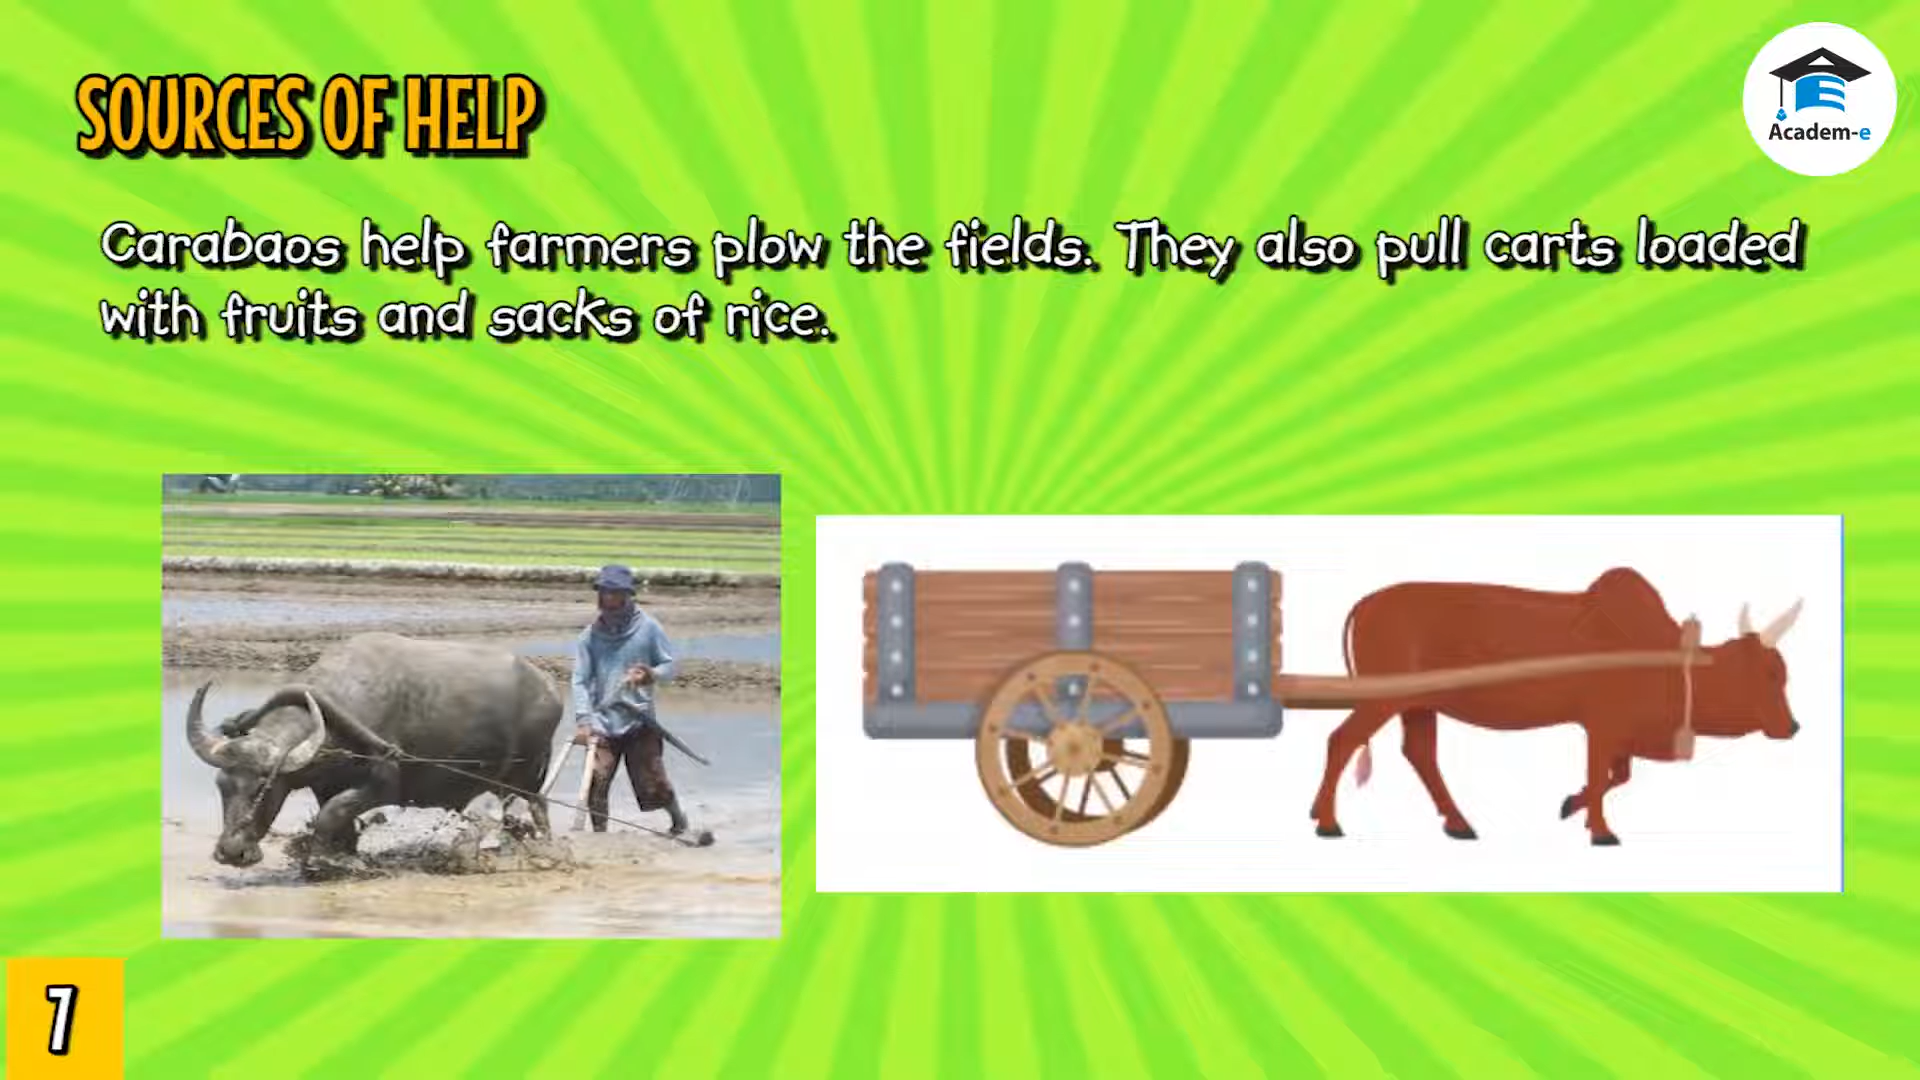 SOURCES OF HELP
Academ-e
Carabaos help farmers plow the fields. They also pull carts loaded
with fruits and sacks of rice.
7